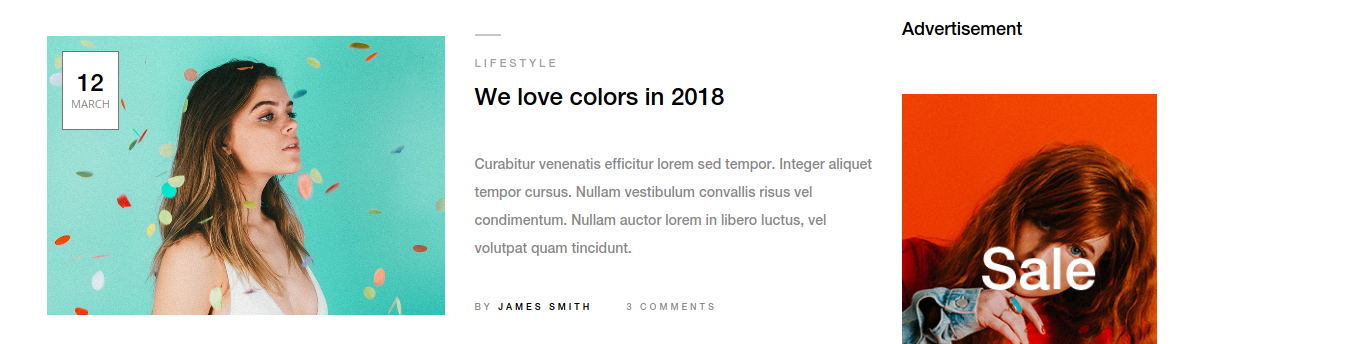 12
MARCH
LIFESTYLE
We love colors in 2018
Curabitur venenatis efficitur lorem sed tempor. Integer aliquet
tempor cursus. Nullam vestibulum convallis risus vel
condimentum. Nullam auctor lorem in libero luctus, vel
volutpat quam tincidunt.
BY JAMES SMITH 3 COMMENTS
Advertisement
Sale